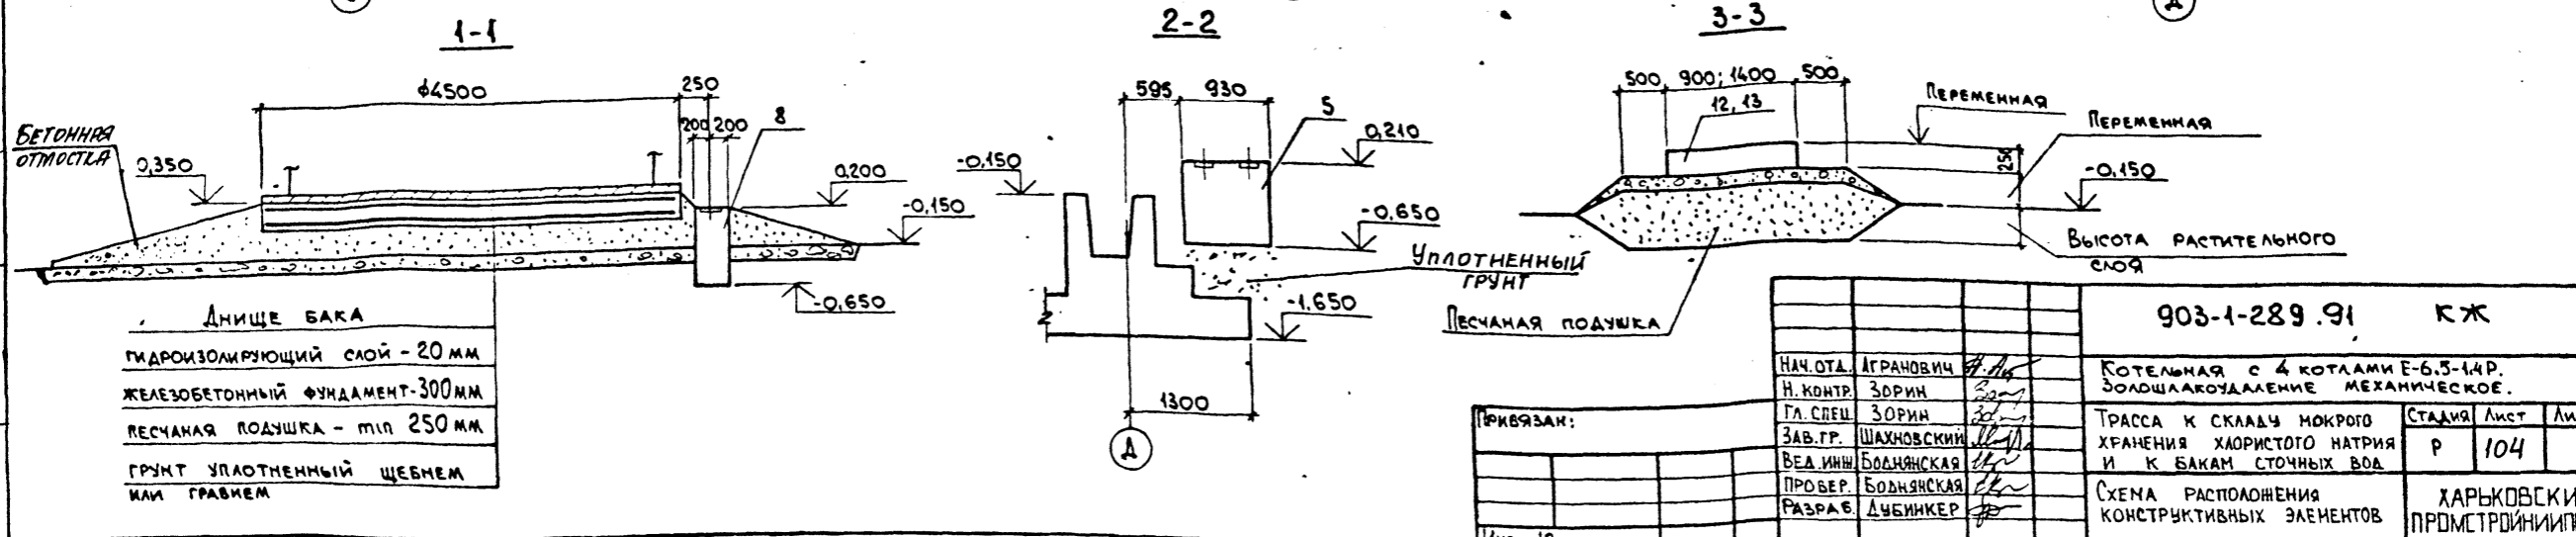 1-1
ϕ4500
250
200
200
8
БЕТОННАЯ
ОТМОСТКА
0,350
0,200
-0,150
-0,650
ДНИЩЕ БАКА
ГИДРОИЗОЛИРУЮЩИЙ СЛОЙ - 20 ММ
ЖЕЛЕЗОБЕТОННЫЙ ФУНДАМЕНТ-300ММ
ПЕСЧАНАЯ ПОДУШКА - min 250 ММ
ГРУНТ УПЛОТНЕННЫЙ ЩЕБНЕМ
ИЛИ ГРАВИЕМ
2-2
595
930
5
0,210
-0,150
-0,650
УПЛОТНЕННЫЙ
ГРУНТ
-1.650
1300
Д
3-3
500
900; 1400
500
12, 13
ПЕРЕМЕННАЯ
ПЕРЕМЕННАЯ
250
-0,150
ВЫСОТА РАСТИТЕЛЬНОГО
СЛОЯ
ПЕСЧАНАЯ ПОДУШКА
903-1-289.91 КЖ
НАЧ.ОТД. АГРАНОВИЧ
Н.КОНТР. ЗОРИН
ГЛ.СПЕЦ ЗОРИН
ЗАВ.ГР. ШАХНОВСКИЙ
ВЕД.ИНЖ БОДНЯНСКАЯ
ПРОВЕР. БОДНЯНСКАЯ
РАЗРАБ. ДУБИНКЕР
ПРИВЯЗАН:
КОТЕЛЬНАЯ С 4 КОТЛАМИ Е-6.5-1.4Р.
ЗОЛОШЛАКОУДАЛЕНИЕ МЕХАНИЧЕСКОЕ.
ТРАССА К СКЛАДУ МОКРОГО
ХРАНЕНИЯ ХЛОРИСТОГО НАТРИЯ
И К БАКАМ СТОЧНЫХ ВОД
СТАДИЯ ЛИСТ
Р 104
СХЕМА РАСПОЛОЖЕНИЯ
КОНСТРУКТИВНЫХ ЭЛЕМЕНТОВ
ХАРЬКОВСКИ
ПРОМСТРОЙНИИП